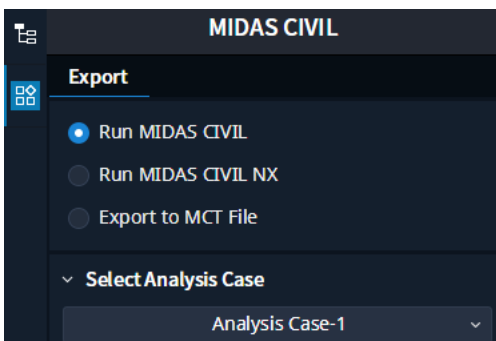 MIDAS CIVIL
Export
Run MIDAS CIVIL
Run MIDAS CIVIL NX
Export to MCT File
Select Analysis Case
Analysis Case-1